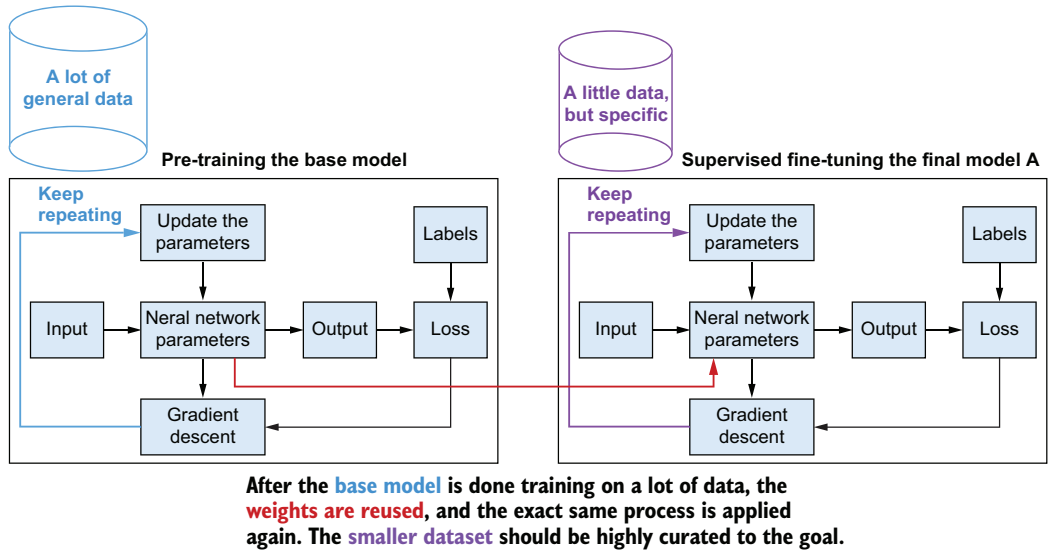 A lot of
general data
A little data,
but specific
Pre-training the base model
Supervised fine-tuning the final model A
Keep
repeating
Update the
parameters
Labels
Input
Neral network
parameters
Output
Loss
Gradient
descent
Keep
repeating
Update the
parameters
Labels
Input
Neral network
parameters
Output
Loss
Gradient
descent
After the base model is done training on a lot of data, the
weights are reused, and the exact same process is applied
again. The smaller dataset should be highly curated to the goal.